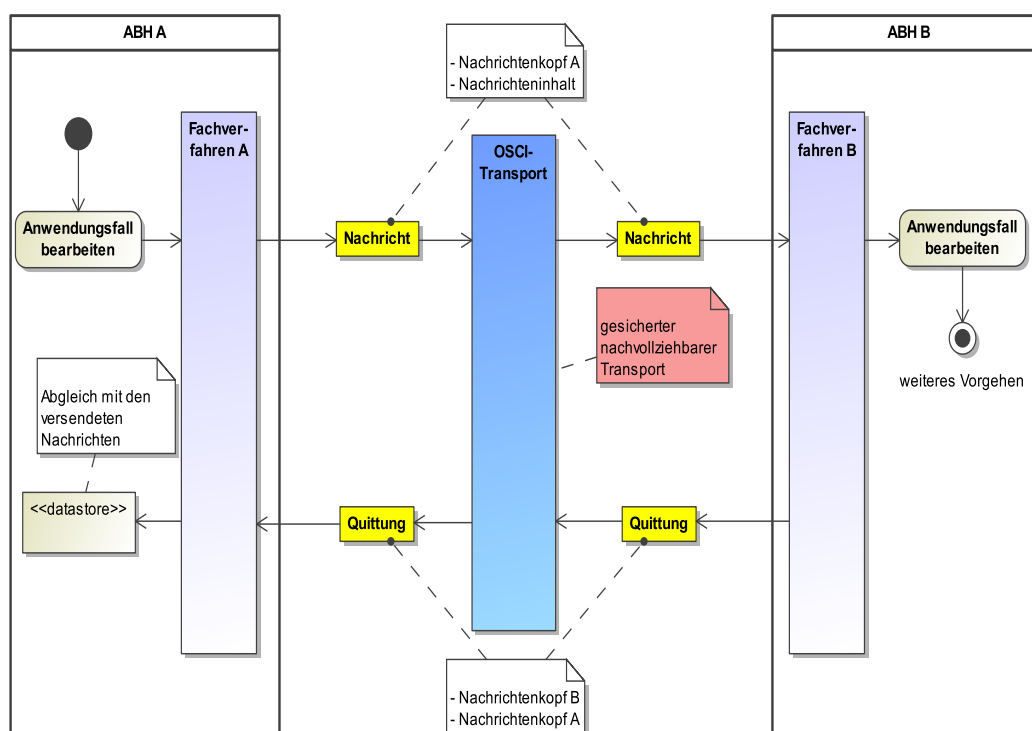 ABH A
ABH B
- Nachrichtenkopf A
- Nachrichteninhalt
Fachver-
fahren A
OSCI-
Transport
Fachver-
fahren B
Anwendungsfall
bearbeiten
Nachricht
Nachricht
Anwendungsfall
bearbeiten
gesicherter
nachvollziehbarer
Transport
weiteres Vorgehen
Abgleich mit den
versendeten
Nachrichten
<<datastore>>
Quittung
Quittung
- Nachrichtenkopf B
- Nachrichtenkopf A